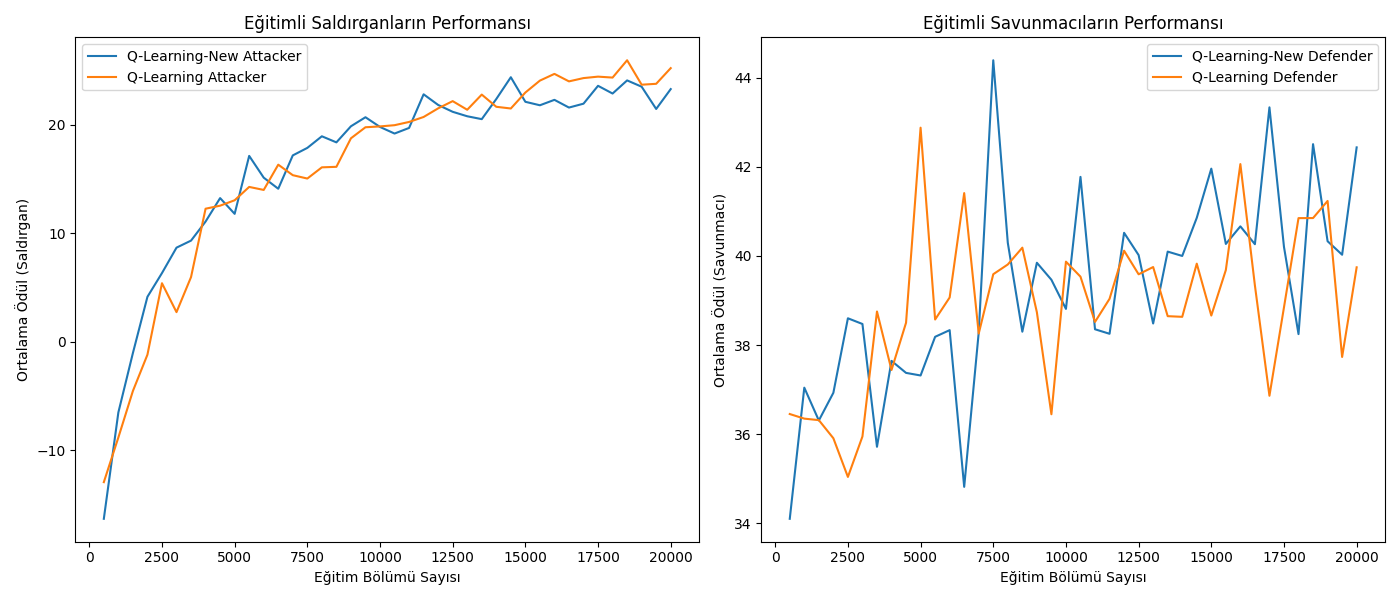 Eğitimli Saldırganların Performansı
Q-Learning-New Attacker
Q-Learning Attacker
Ortalama Ödül (Saldırgan)
20
10
0
−10
0 2500 5000 7500 10000 12500 15000 17500 20000
Eğitim Bölümü Sayısı
Eğitimli Savunmacıların Performansı
Q-Learning-New Defender
Q-Learning Defender
Ortalama Ödül (Savunmacı)
44
42
40
38
36
34
0 2500 5000 7500 10000 12500 15000 17500 20000
Eğitim Bölümü Sayısı